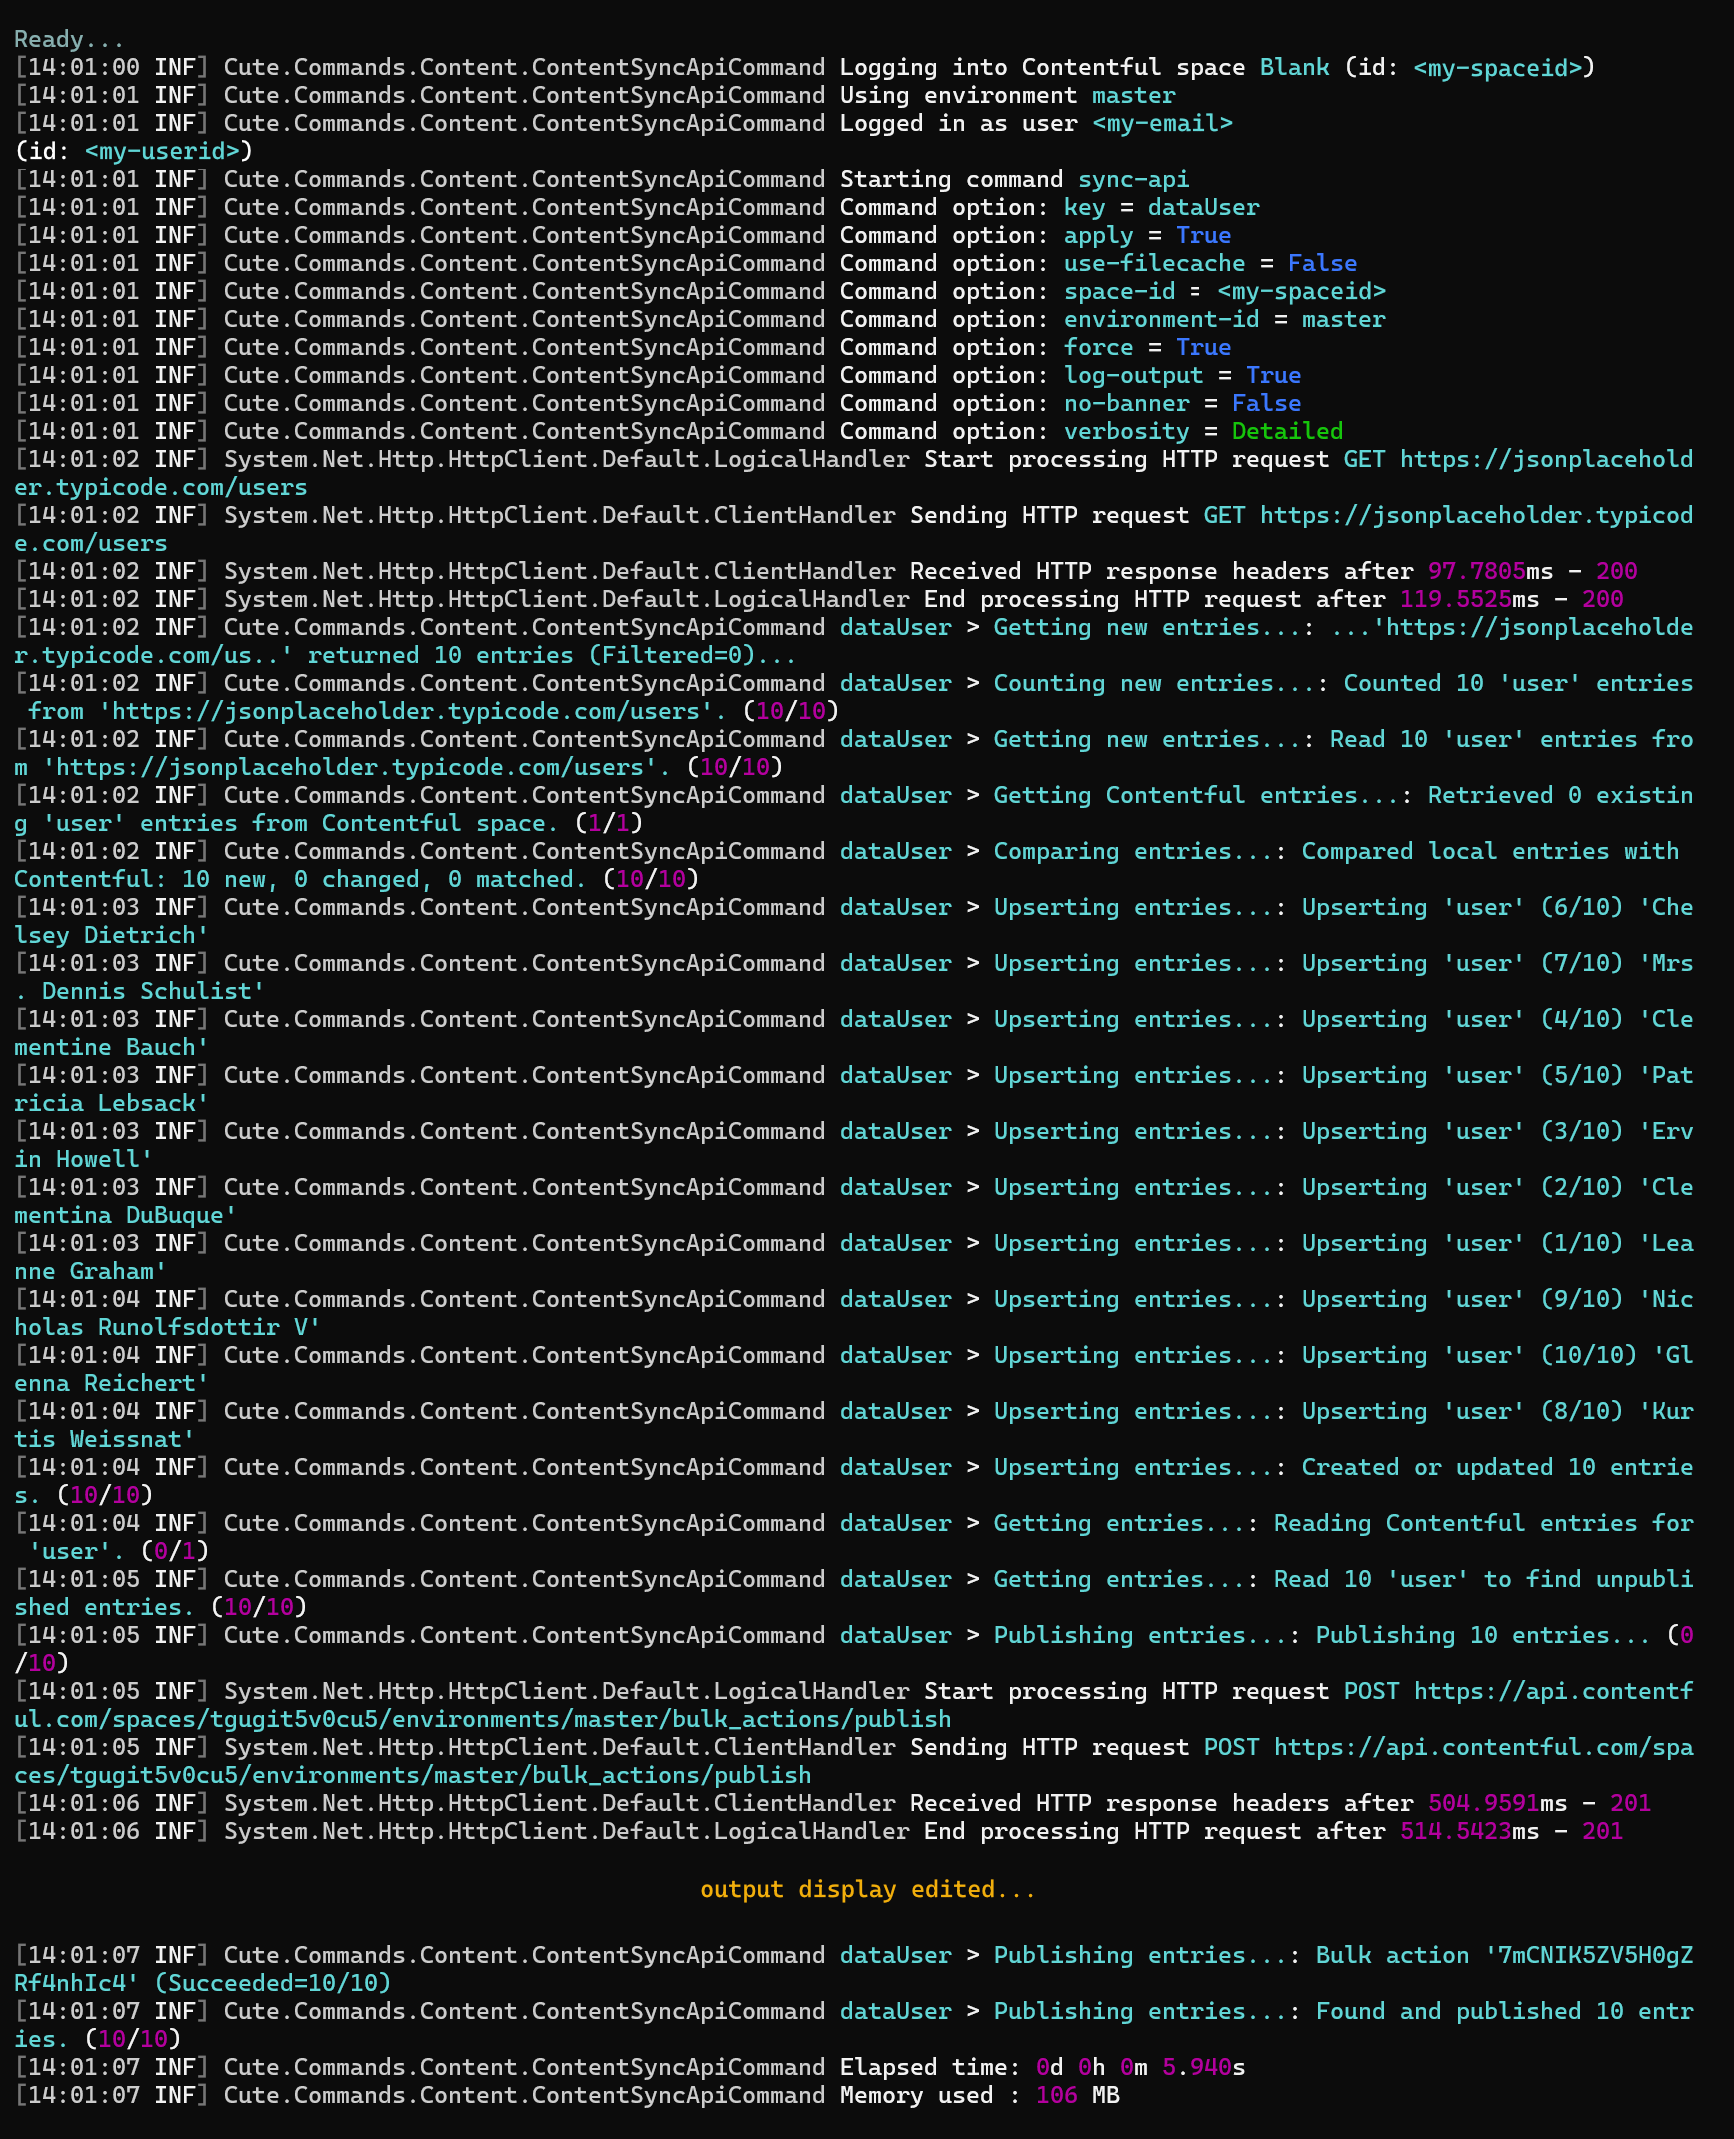 Ready...
[14:01:00 INF] Cute.Commands.Content.ContentSyncApiCommand Logging into Contentful space Blank (id: <my-spaceid>)
[14:01:01 INF] Cute.Commands.Content.ContentSyncApiCommand Using environment master
[14:01:01 INF] Cute.Commands.Content.ContentSyncApiCommand Logged in as user <my-email>
(id: <my-userid>)
[14:01:01 INF] Cute.Commands.Content.ContentSyncApiCommand Starting command sync-api
[14:01:01 INF] Cute.Commands.Content.ContentSyncApiCommand Command option: key = dataUser
[14:01:01 INF] Cute.Commands.Content.ContentSyncApiCommand Command option: apply = True
[14:01:01 INF] Cute.Commands.Content.ContentSyncApiCommand Command option: use-filecache = False
[14:01:01 INF] Cute.Commands.Content.ContentSyncApiCommand Command option: space-id = <my-spaceid>
[14:01:01 INF] Cute.Commands.Content.ContentSyncApiCommand Command option: environment-id = master
[14:01:01 INF] Cute.Commands.Content.ContentSyncApiCommand Command option: force = True
[14:01:01 INF] Cute.Commands.Content.ContentSyncApiCommand Command option: log-output = True
[14:01:01 INF] Cute.Commands.Content.ContentSyncApiCommand Command option: no-banner = False
[14:01:01 INF] Cute.Commands.Content.ContentSyncApiCommand Command option: verbosity = Detailed
[14:01:02 INF] System.Net.Http.HttpClient.Default.LogicalHandler Start processing HTTP request GET https://jsonplacehold
er.typicode.com/users
[14:01:02 INF] System.Net.Http.HttpClient.Default.ClientHandler Sending HTTP request GET https://jsonplaceholder.typicod
e.com/users
[14:01:02 INF] System.Net.Http.HttpClient.Default.ClientHandler Received HTTP response headers after 97.7805ms - 200
[14:01:02 INF] System.Net.Http.HttpClient.Default.LogicalHandler End processing HTTP request after 119.5525ms - 200
[14:01:02 INF] Cute.Commands.Content.ContentSyncApiCommand dataUser > Getting new entries...: ...'https://jsonplaceholde
r.typicode.com/us..' returned 10 entries (Filtered=0)...
[14:01:02 INF] Cute.Commands.Content.ContentSyncApiCommand dataUser > Counting new entries...: Counted 10 'user' entries
 from 'https://jsonplaceholder.typicode.com/users'. (10/10)
[14:01:02 INF] Cute.Commands.Content.ContentSyncApiCommand dataUser > Getting new entries...: Read 10 'user' entries fro
m 'https://jsonplaceholder.typicode.com/users'. (10/10)
[14:01:02 INF] Cute.Commands.Content.ContentSyncApiCommand dataUser > Getting Contentful entries...: Retrieved 0 existin
g 'user' entries from Contentful space. (1/1)
[14:01:02 INF] Cute.Commands.Content.ContentSyncApiCommand dataUser > Comparing entries...: Compared local entries with
Contentful: 10 new, 0 changed, 0 matched. (10/10)
[14:01:03 INF] Cute.Commands.Content.ContentSyncApiCommand dataUser > Upserting entries...: Upserting 'user' (6/10) 'Che
lsey Dietrich'
[14:01:03 INF] Cute.Commands.Content.ContentSyncApiCommand dataUser > Upserting entries...: Upserting 'user' (7/10) 'Mrs
. Dennis Schulist'
[14:01:03 INF] Cute.Commands.Content.ContentSyncApiCommand dataUser > Upserting entries...: Upserting 'user' (4/10) 'Cle
mentine Bauch'
[14:01:03 INF] Cute.Commands.Content.ContentSyncApiCommand dataUser > Upserting entries...: Upserting 'user' (5/10) 'Pat
ricia Lebsack'
[14:01:03 INF] Cute.Commands.Content.ContentSyncApiCommand dataUser > Upserting entries...: Upserting 'user' (3/10) 'Erv
in Howell'
[14:01:03 INF] Cute.Commands.Content.ContentSyncApiCommand dataUser > Upserting entries...: Upserting 'user' (2/10) 'Cle
mentina DuBuque'
[14:01:03 INF] Cute.Commands.Content.ContentSyncApiCommand dataUser > Upserting entries...: Upserting 'user' (1/10) 'Lea
nne Graham'
[14:01:04 INF] Cute.Commands.Content.ContentSyncApiCommand dataUser > Upserting entries...: Upserting 'user' (9/10) 'Nic
holas Runolfsdottir V'
[14:01:04 INF] Cute.Commands.Content.ContentSyncApiCommand dataUser > Upserting entries...: Upserting 'user' (10/10) 'Gl
enna Reichert'
[14:01:04 INF] Cute.Commands.Content.ContentSyncApiCommand dataUser > Upserting entries...: Upserting 'user' (8/10) 'Kur
tis Weissnat'
[14:01:04 INF] Cute.Commands.Content.ContentSyncApiCommand dataUser > Upserting entries...: Created or updated 10 entrie
s. (10/10)
[14:01:04 INF] Cute.Commands.Content.ContentSyncApiCommand dataUser > Getting entries...: Reading Contentful entries for
 'user'. (0/1)
[14:01:05 INF] Cute.Commands.Content.ContentSyncApiCommand dataUser > Getting entries...: Read 10 'user' to find unpubli
shed entries. (10/10)
[14:01:05 INF] Cute.Commands.Content.ContentSyncApiCommand dataUser > Publishing entries...: Publishing 10 entries... (0
/10)
[14:01:05 INF] System.Net.Http.HttpClient.Default.LogicalHandler Start processing HTTP request POST https://api.contentf
ul.com/spaces/tgugit5v0cu5/environments/master/bulk_actions/publish
[14:01:05 INF] System.Net.Http.HttpClient.Default.ClientHandler Sending HTTP request POST https://api.contentful.com/spa
ces/tgugit5v0cu5/environments/master/bulk_actions/publish
[14:01:06 INF] System.Net.Http.HttpClient.Default.ClientHandler Received HTTP response headers after 504.9591ms - 201
[14:01:06 INF] System.Net.Http.HttpClient.Default.LogicalHandler End processing HTTP request after 514.5423ms - 201
output display edited...
[14:01:07 INF] Cute.Commands.Content.ContentSyncApiCommand dataUser > Publishing entries...: Bulk action '7mCNIK5ZV5H0gZ
Rf4nhIc4' (Succeeded=10/10)
[14:01:07 INF] Cute.Commands.Content.ContentSyncApiCommand dataUser > Publishing entries...: Found and published 10 entr
ies. (10/10)
[14:01:07 INF] Cute.Commands.Content.ContentSyncApiCommand Elapsed time: 0d 0h 0m 5.940s
[14:01:07 INF] Cute.Commands.Content.ContentSyncApiCommand Memory used : 106 MB